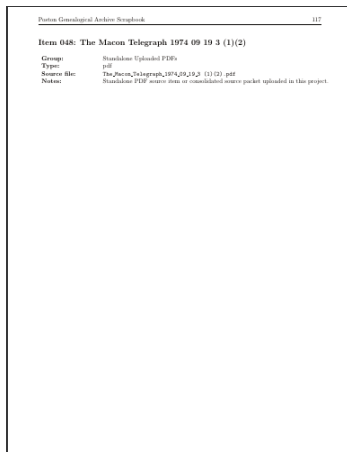 Poston Genealogical Archive Scrapbook 117
Item 048: The Macon Telegraph 1974 09 19 3 (1)(2)
Group: Standalone Uploaded PDFs
Type: pdf
Source file: The_Macon_Telegraph_1974_09_19_3 (1)(2).pdf
Notes: Standalone PDF source item or consolidated source packet uploaded in this project